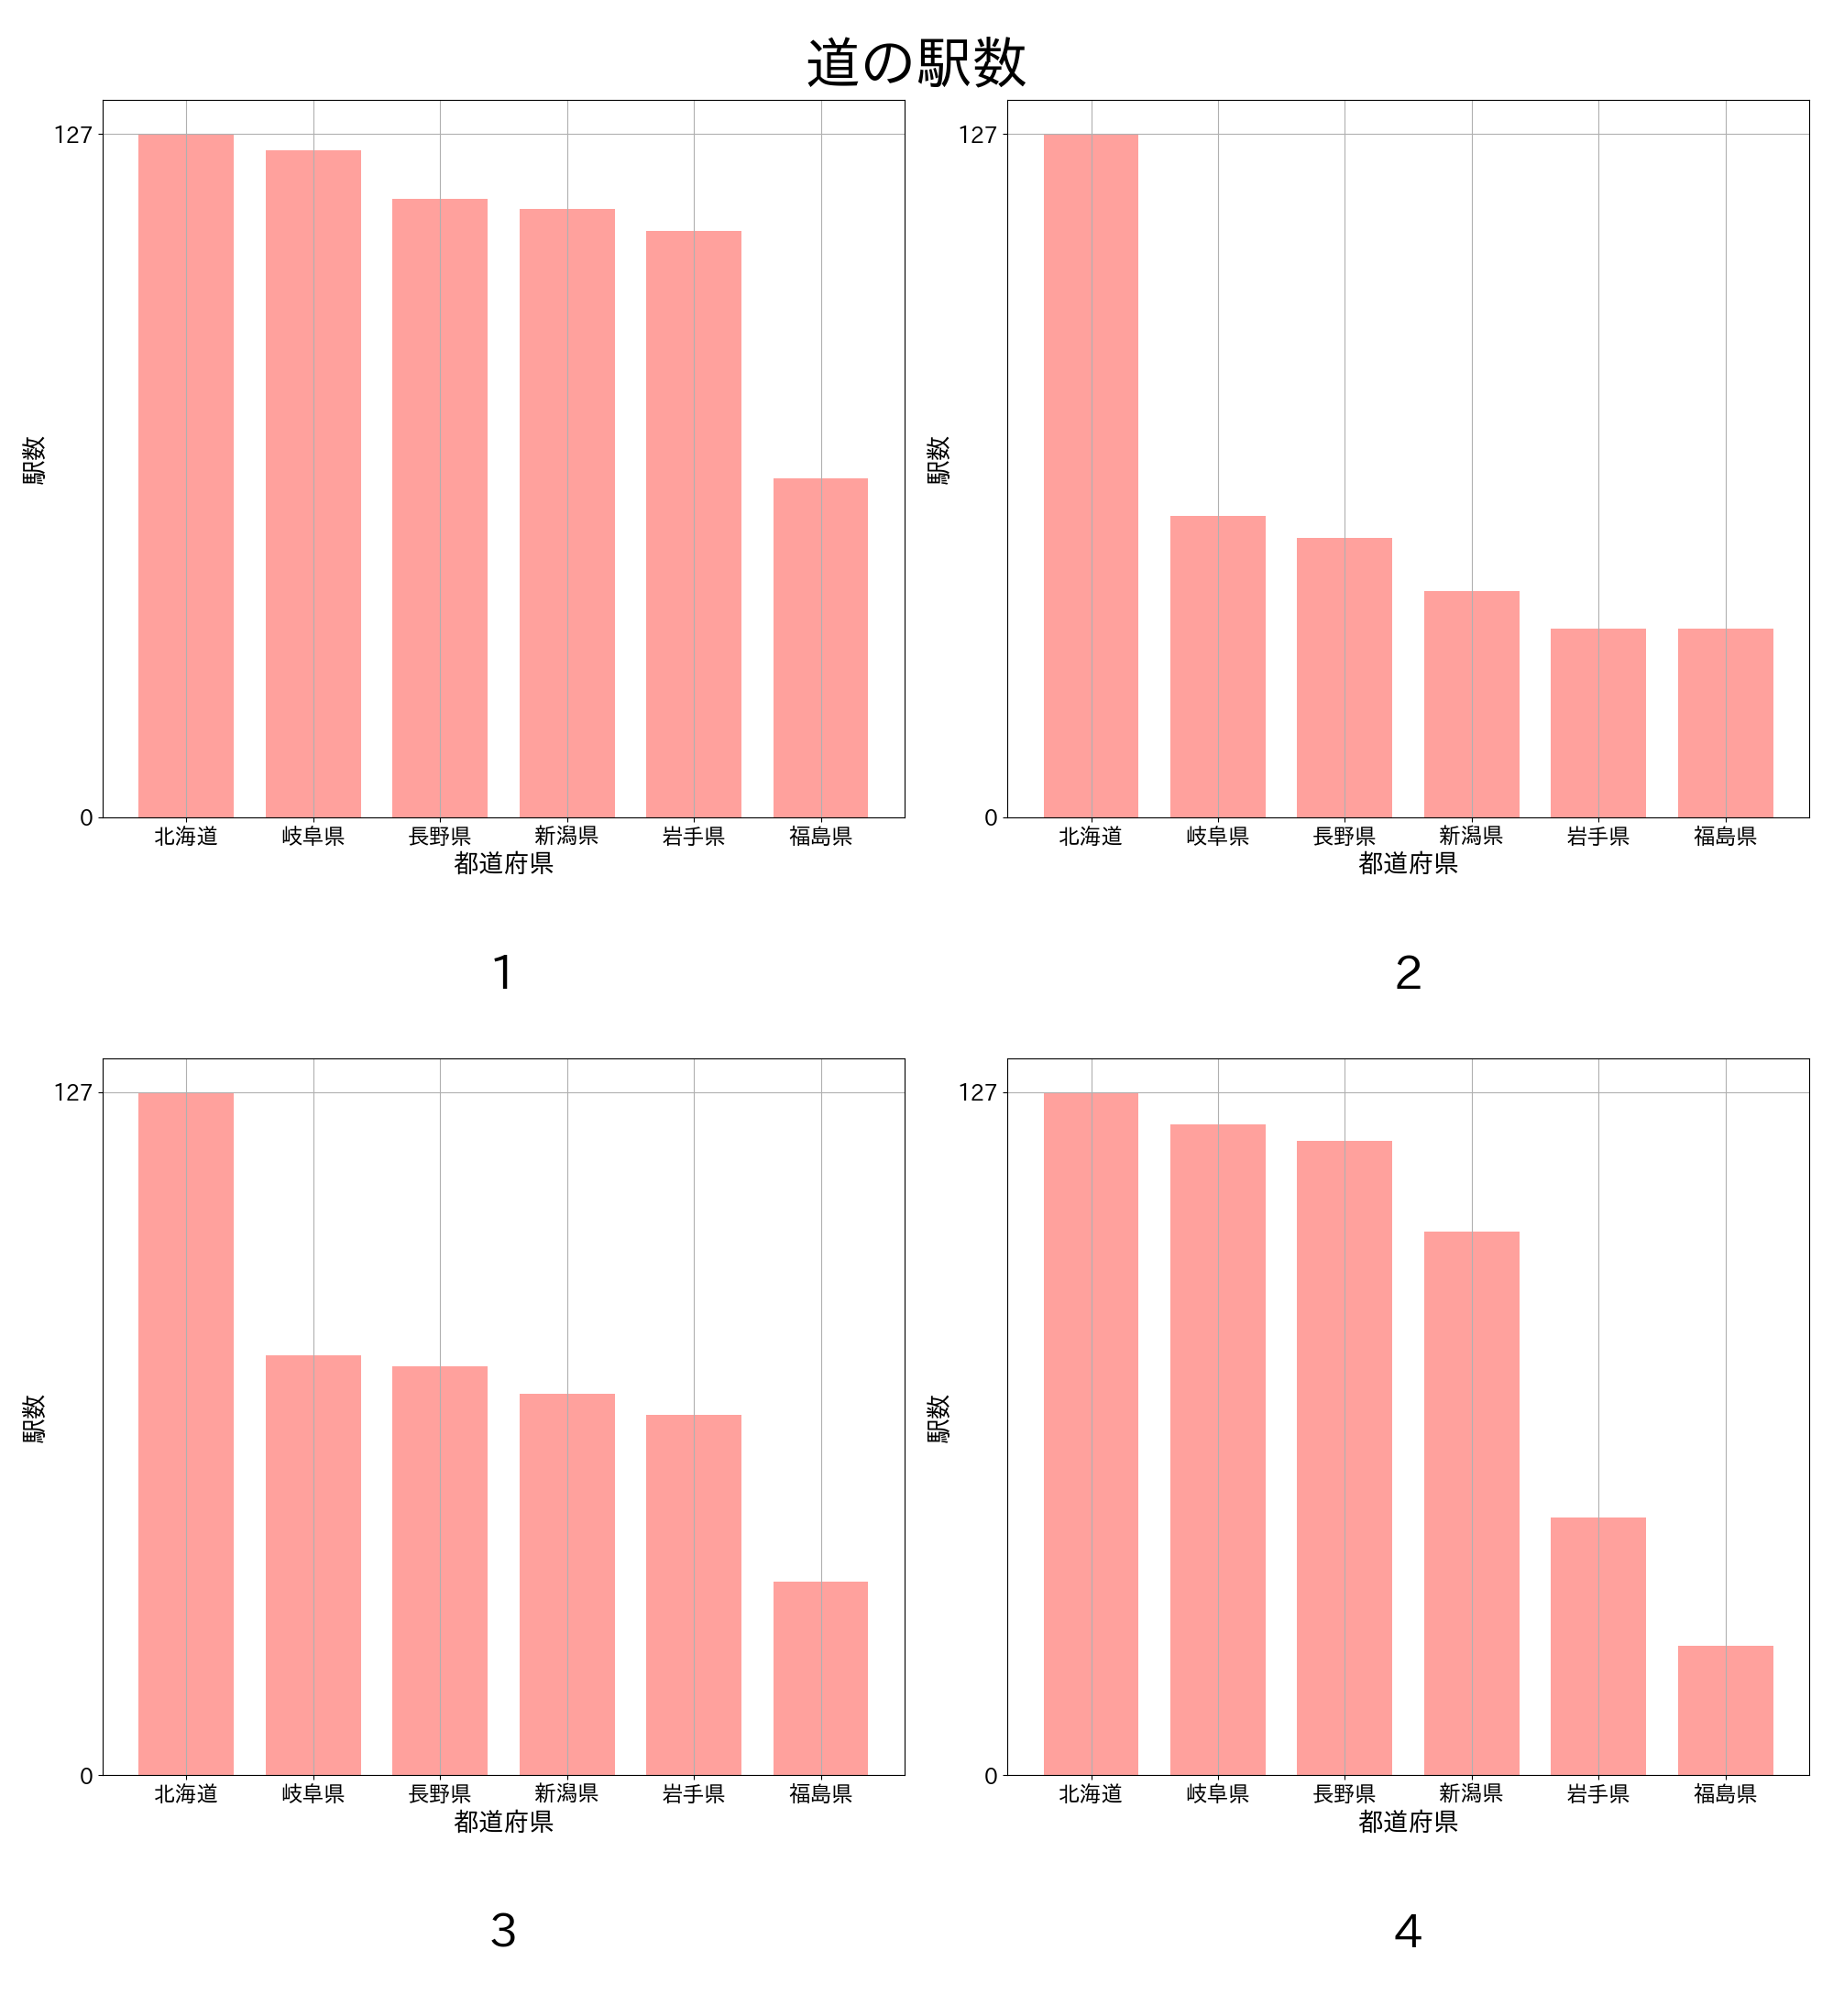 道の駅数
127
0
駅数
北海道 岐阜県 長野県 新潟県 岩手県 福島県
都道府県
1
127
0
駅数
北海道 岐阜県 長野県 新潟県 岩手県 福島県
都道府県
2
127
0
駅数
北海道 岐阜県 長野県 新潟県 岩手県 福島県
都道府県
3
127
0
駅数
北海道 岐阜県 長野県 新潟県 岩手県 福島県
都道府県
4